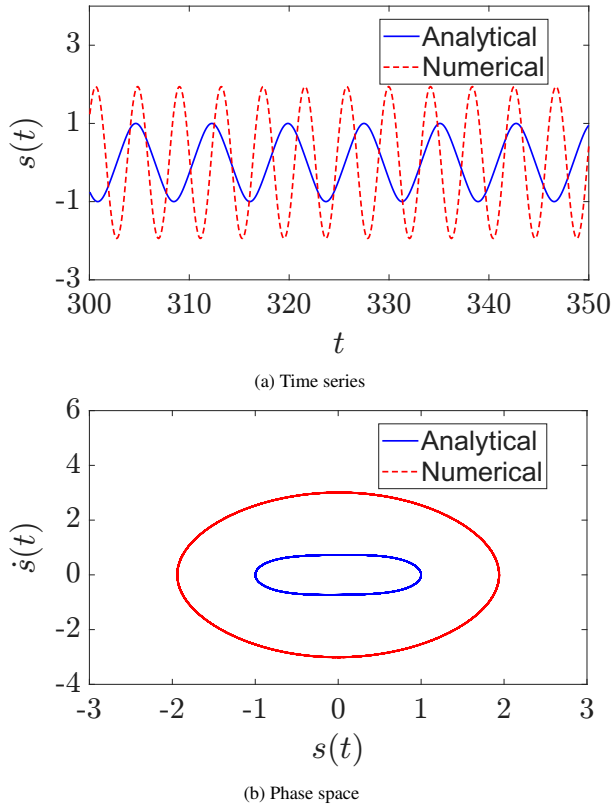 3
1
-1
-3
s(t)
Analytical
Numerical
300
310
320
330
340
350
t
(a) Time series
6
4
2
0
-2
-4
ṡ(t)
Analytical
Numerical
-3
-2
-1
0
1
2
3
s(t)
(b) Phase space